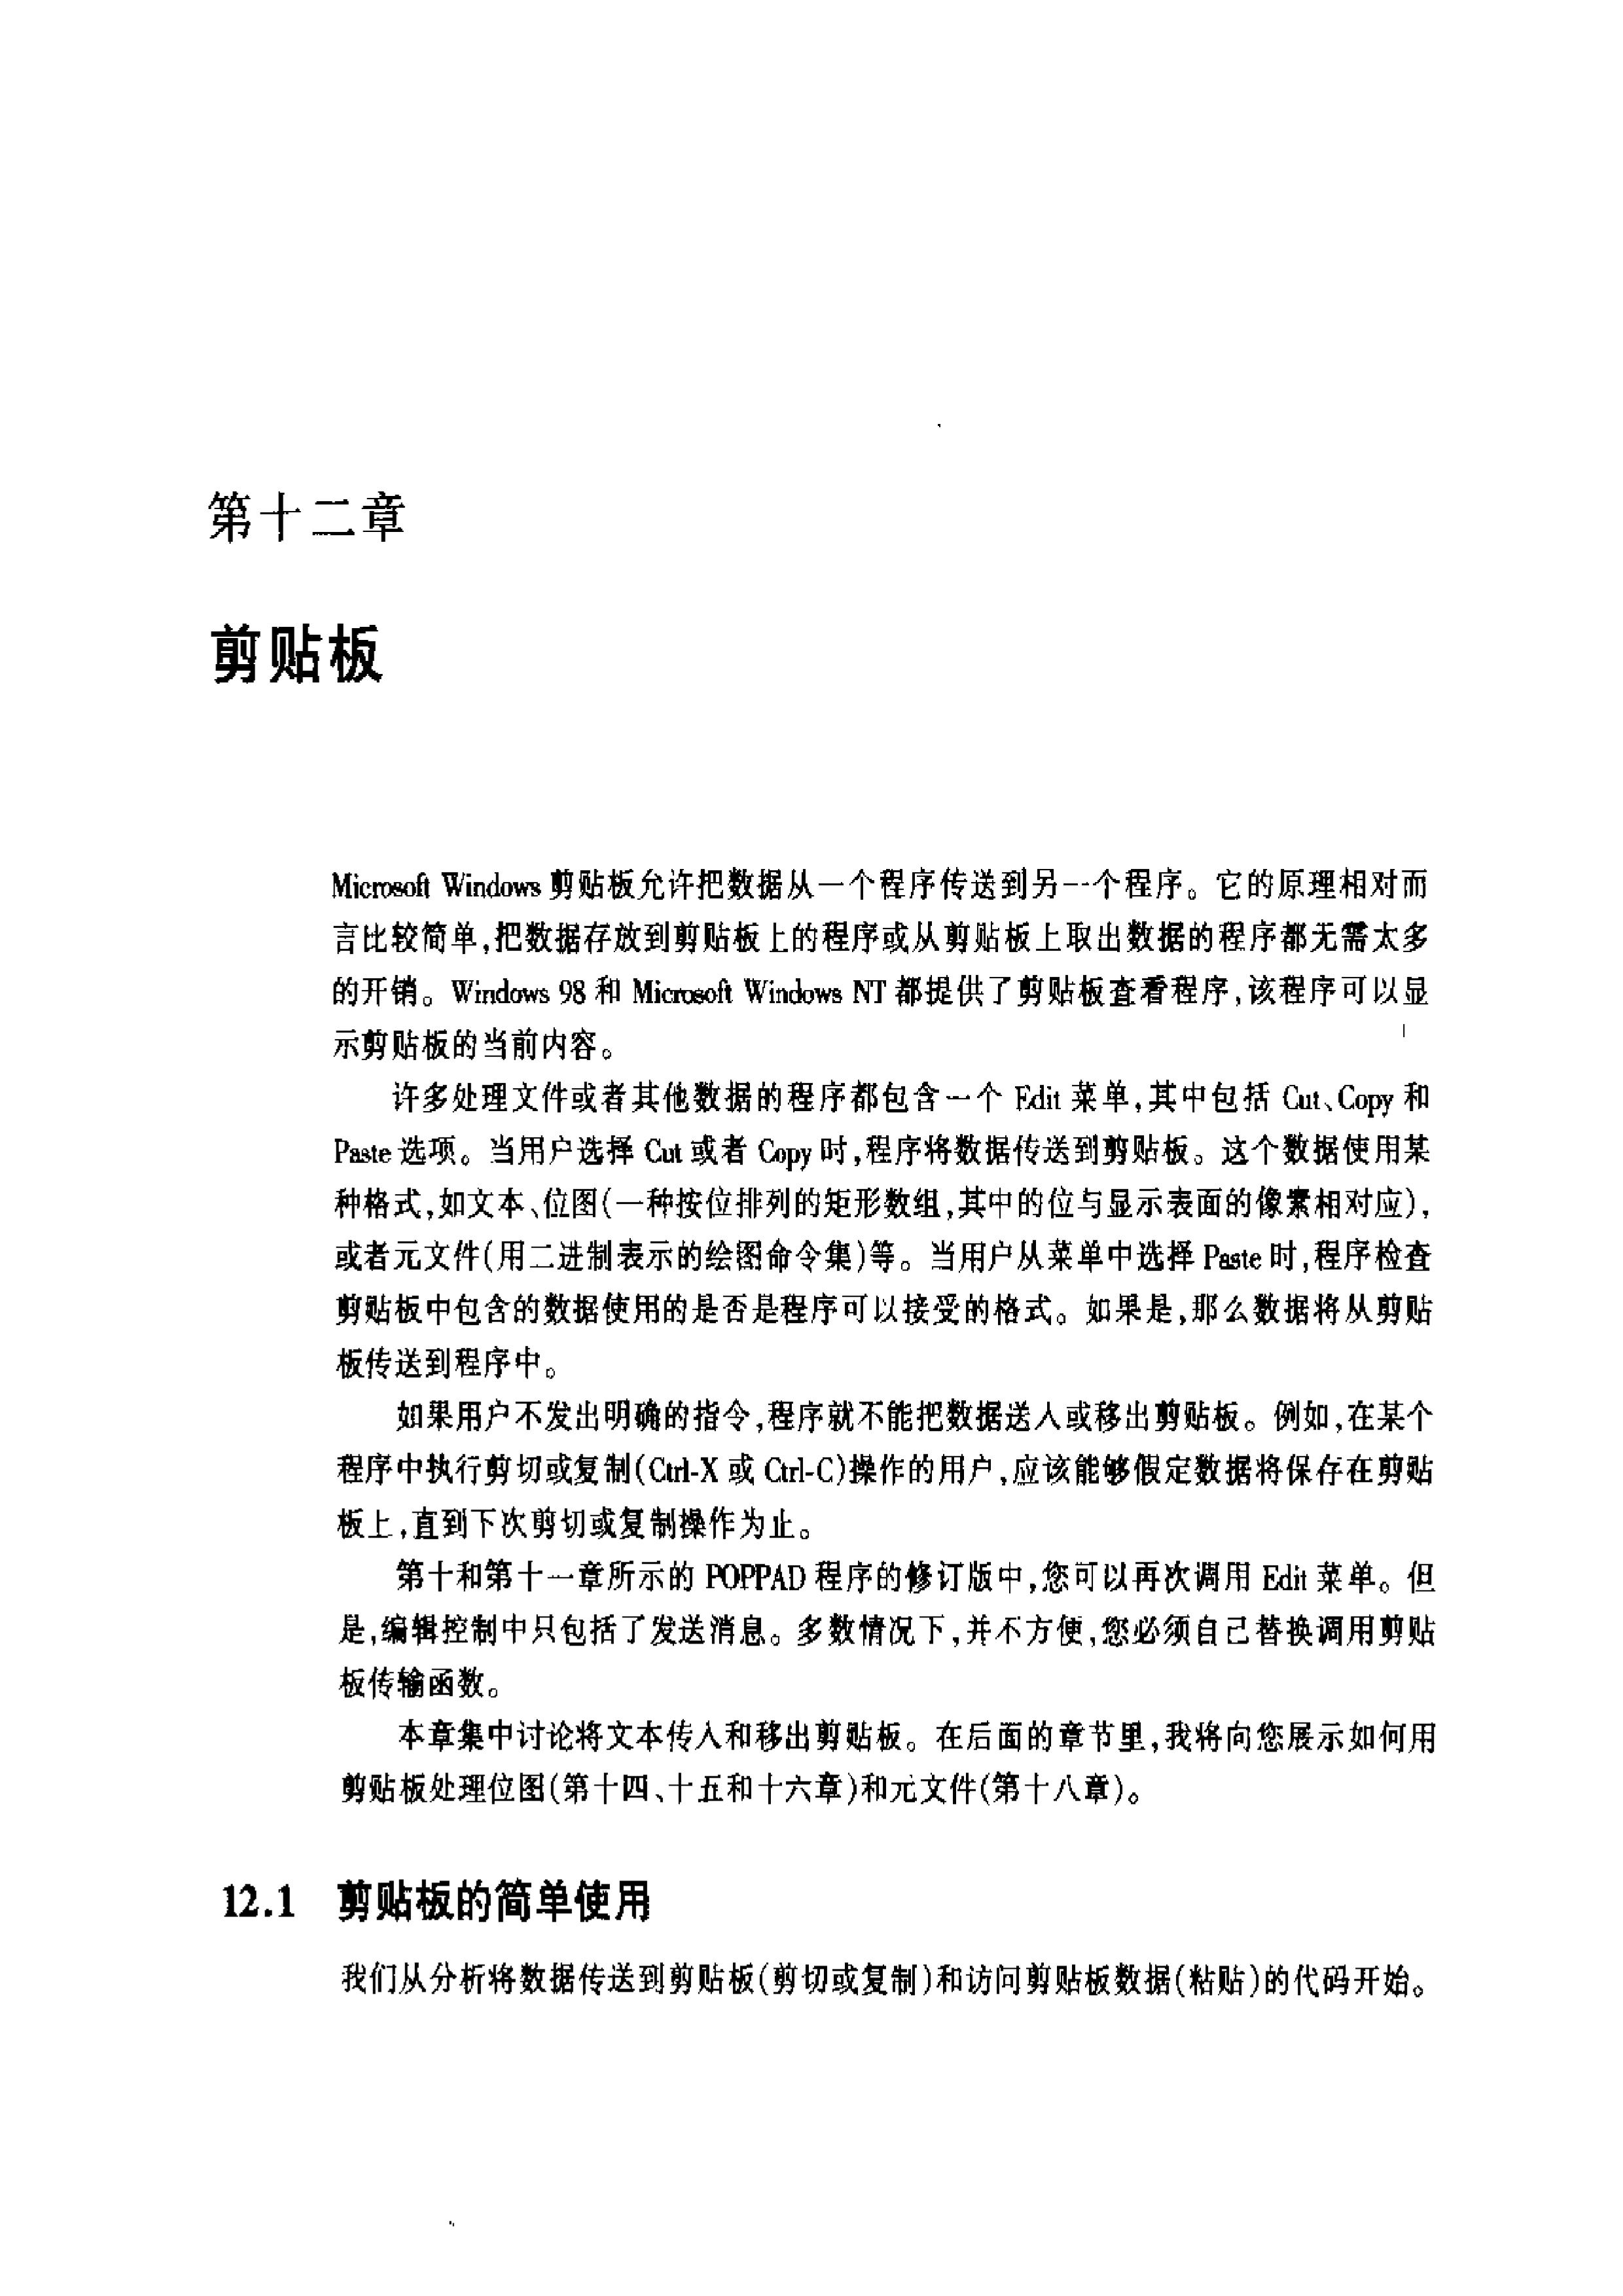 第十二章
剪贴板
Microsoft Windows 剪贴板允许把数据从一个程序传送到另一个程序。它的原理相对而
言比较简单,把数据存放到剪贴板上的程序或从剪贴板上取出数据的程序都无需太多
的开销。Windows 98 和 Microsoft Windows NT 都提供了剪贴板查看程序,该程序可以显
示剪贴板的当前内容。
许多处理文件或者其他数据的程序都包含一个 Edit 菜单,其中包括 Cut、Copy 和
Paste 选项。当用户选择 Cut 或者 Copy 时,程序将数据传送到剪贴板。这个数据使用某
种格式,如文本、位图(一种按位排列的矩形数组,其中的位与显示表面的像素相对应),
或者元文件(用二进制表示的绘图命令集)等。当用户从菜单中选择 Paste 时,程序检查
剪贴板中包含的数据使用的是否是程序可以接受的格式。如果是,那么数据将从剪贴
板传送到程序中。
如果用户不发出明确的指令,程序就不能把数据送人或移出剪贴板。例如,在某个
程序中执行剪切或复制(Ctrl-X 或 Ctrl-C)操作的用户,应该能够假定数据将保存在剪贴
板上,直到下次剪切或复制操作为止。
第十和第十一章所示的 POPPAD 程序的修订版中,您可以再次调用 Edit 菜单。但
是,编辑控制中只包括了发送消息。多数情况下,并不方便,您必须自己替换调用剪贴
板传输函数。
本章集中讨论将文本传人和移出剪贴板。在后面的章节里,我将向您展示如何用
剪贴板处理位图(第十四、十五和十六章)和元文件(第十八章)。
12.1 剪贴板的简单使用
我们从分析将数据传送到剪贴板(剪切或复制)和访问剪贴板数据(粘贴)的代码开始。